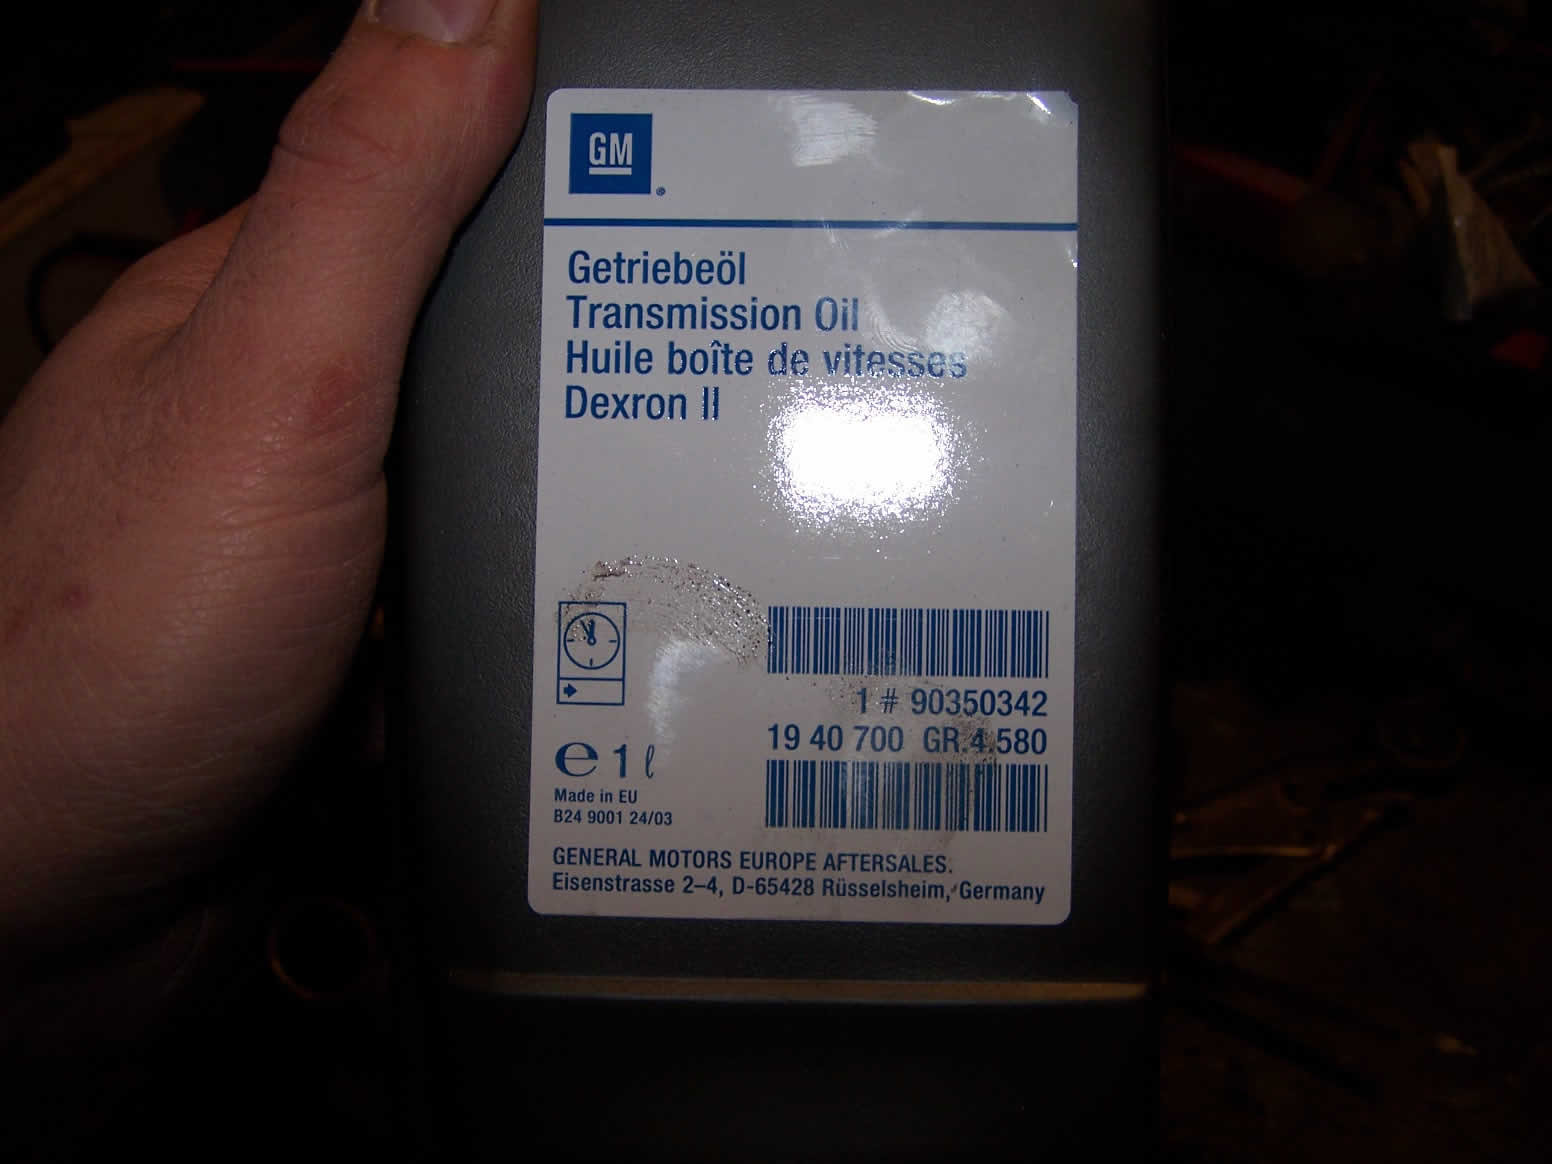 GM
Getriebeöl
Transmission Oil
Huile boîte de vitesses
Dexron II
1 # 90350342
19 40 700 GR.4.580
e 1 ℓ
Made in EU
B24 9001 24/03
GENERAL MOTORS EUROPE AFTERSALES.
Eisenstrasse 2–4, D-65428 Rüsselsheim, Germany